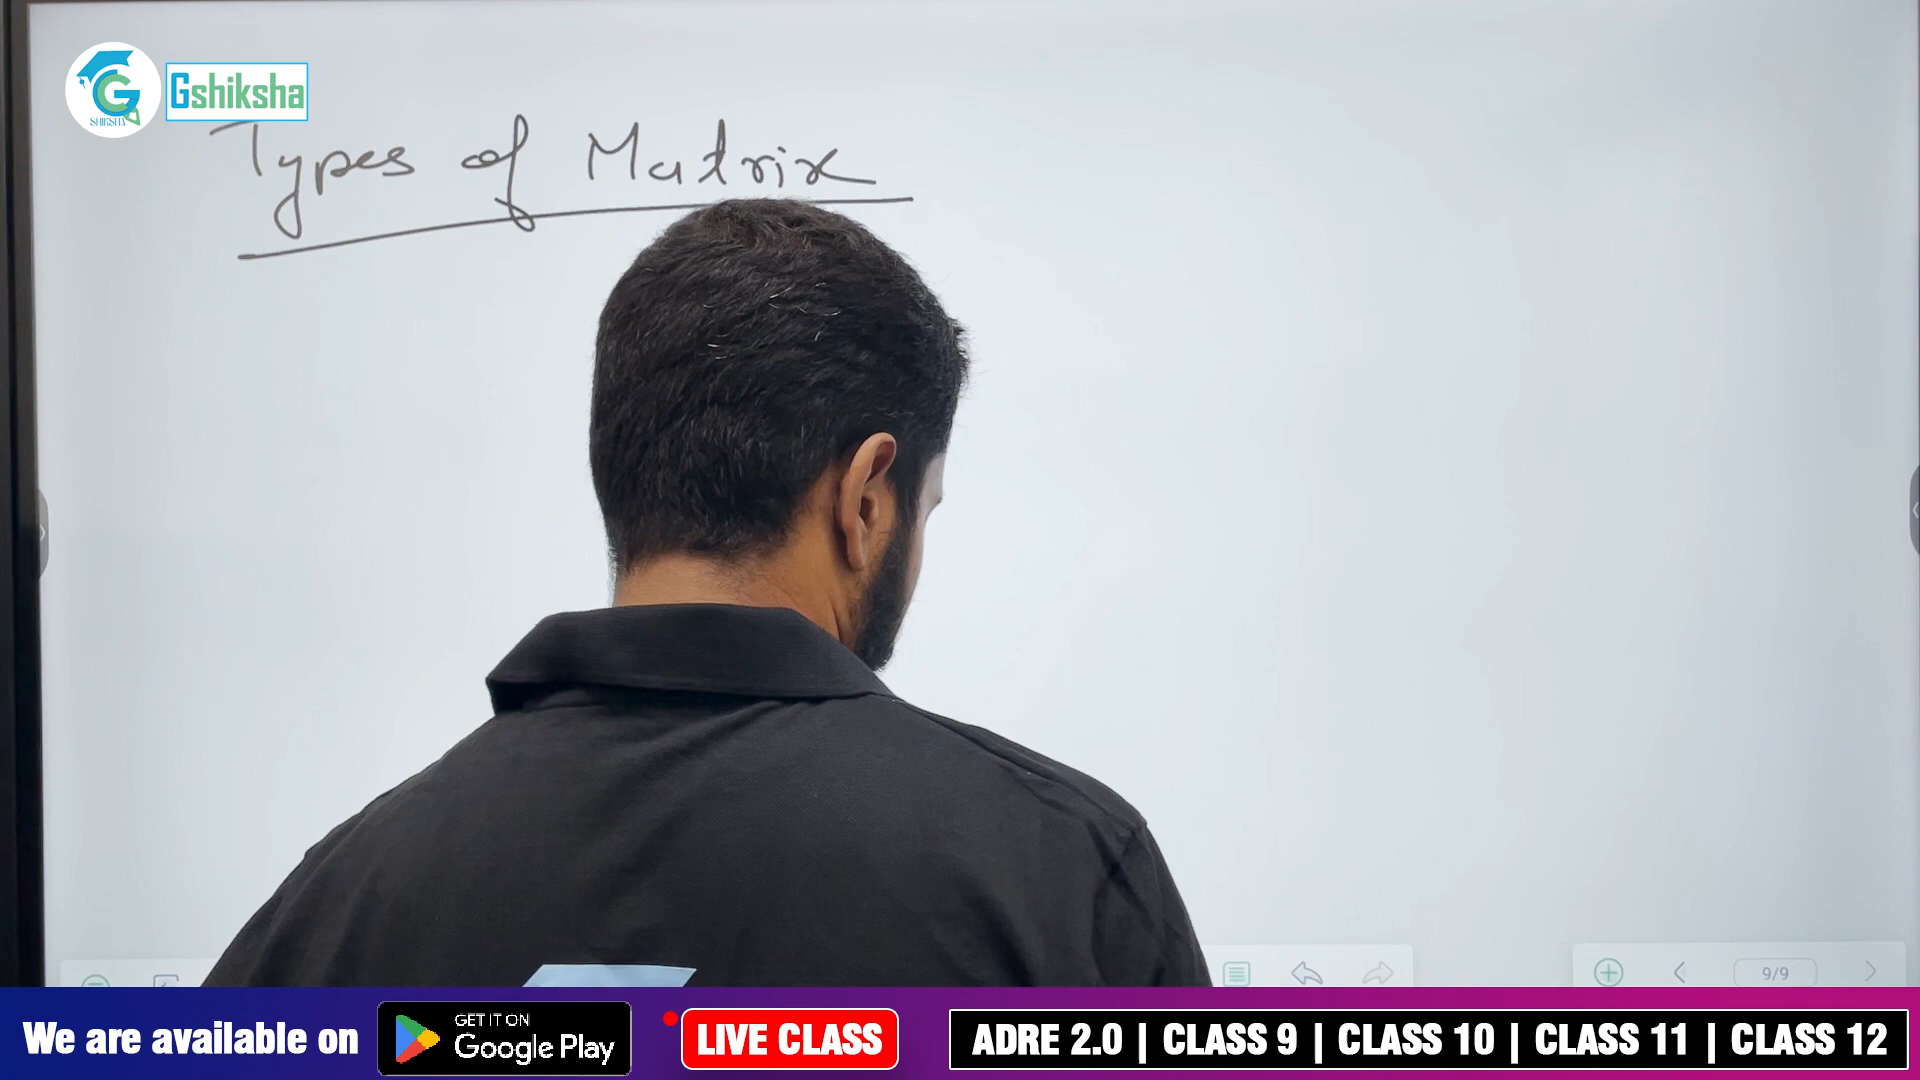 G
SHIKSHA
Gshiksha
Types of Matrix
9/9
We are available on
GET IT ON
Google Play
LIVE CLASS
ADRE 2.0 | CLASS 9 | CLASS 10 | CLASS 11 | CLASS 12